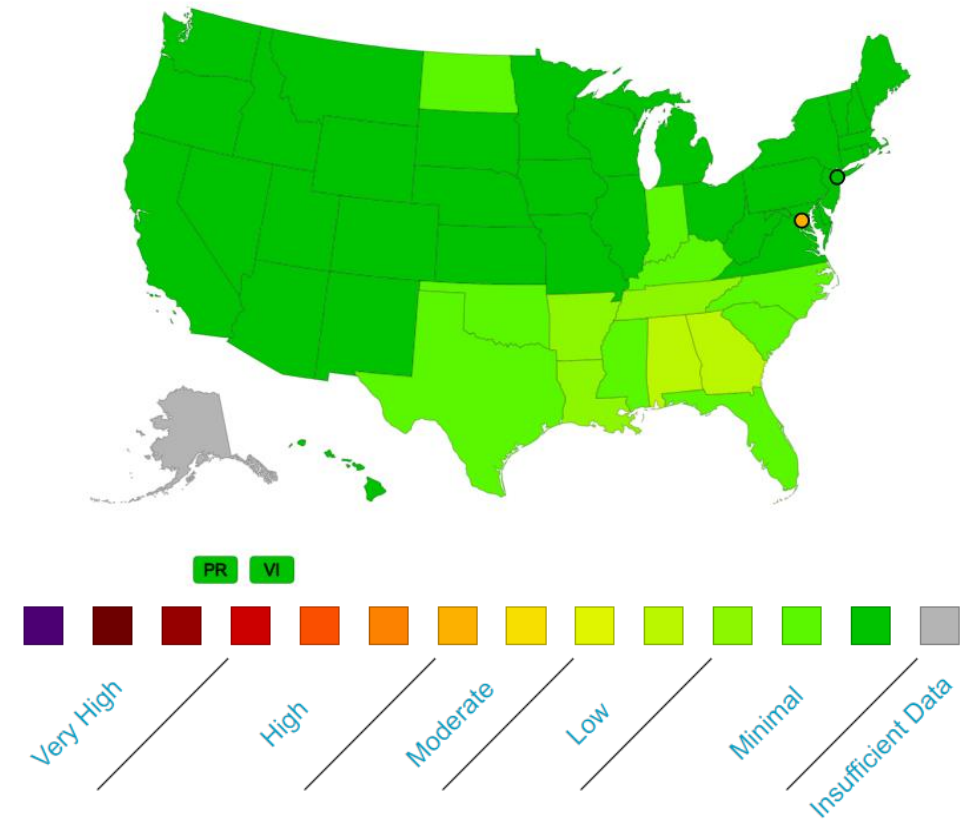 PR VI
Very High
High
Moderate
Low
Minimal
Insufficient Data